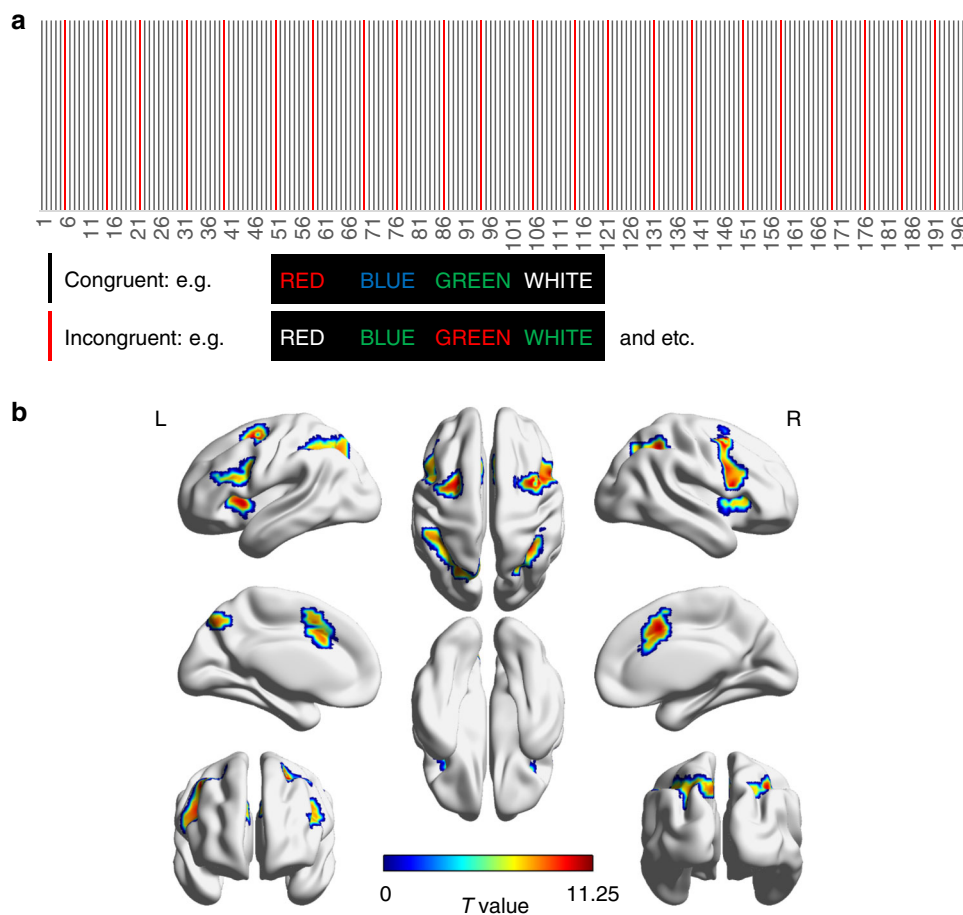 a
1 6 11 16 21 26 31 36 41 46 51 56 61 66 71 76 81 86 91 96 101 106 111 116 121 126 131 136 141 146 151 156 161 166 171 176 181 186 191 196
Congruent: e.g. RED BLUE GREEN WHITE
Incongruent: e.g. RED BLUE GREEN WHITE and etc.
b
L R
0 11.25
T value